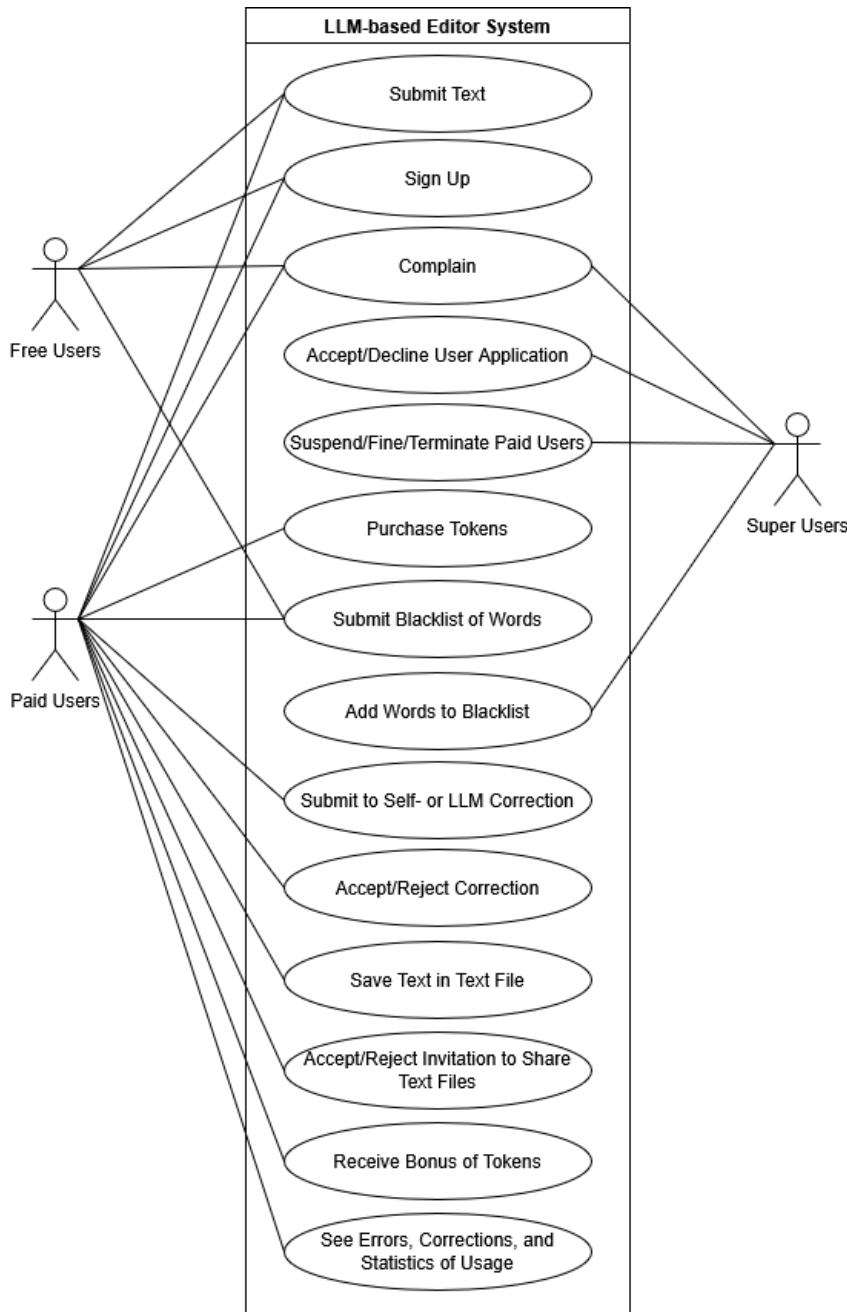 LLM-based Editor System
Submit Text
Sign Up
Complain
Free Users
Accept/Decline User Application
Suspend/Fine/Terminate Paid Users
Super Users
Purchase Tokens
Submit Blacklist of Words
Paid Users
Add Words to Blacklist
Submit to Self- or LLM Correction
Accept/Reject Correction
Save Text in Text File
Accept/Reject Invitation to Share
Text Files
Receive Bonus of Tokens
See Errors, Corrections, and
Statistics of Usage